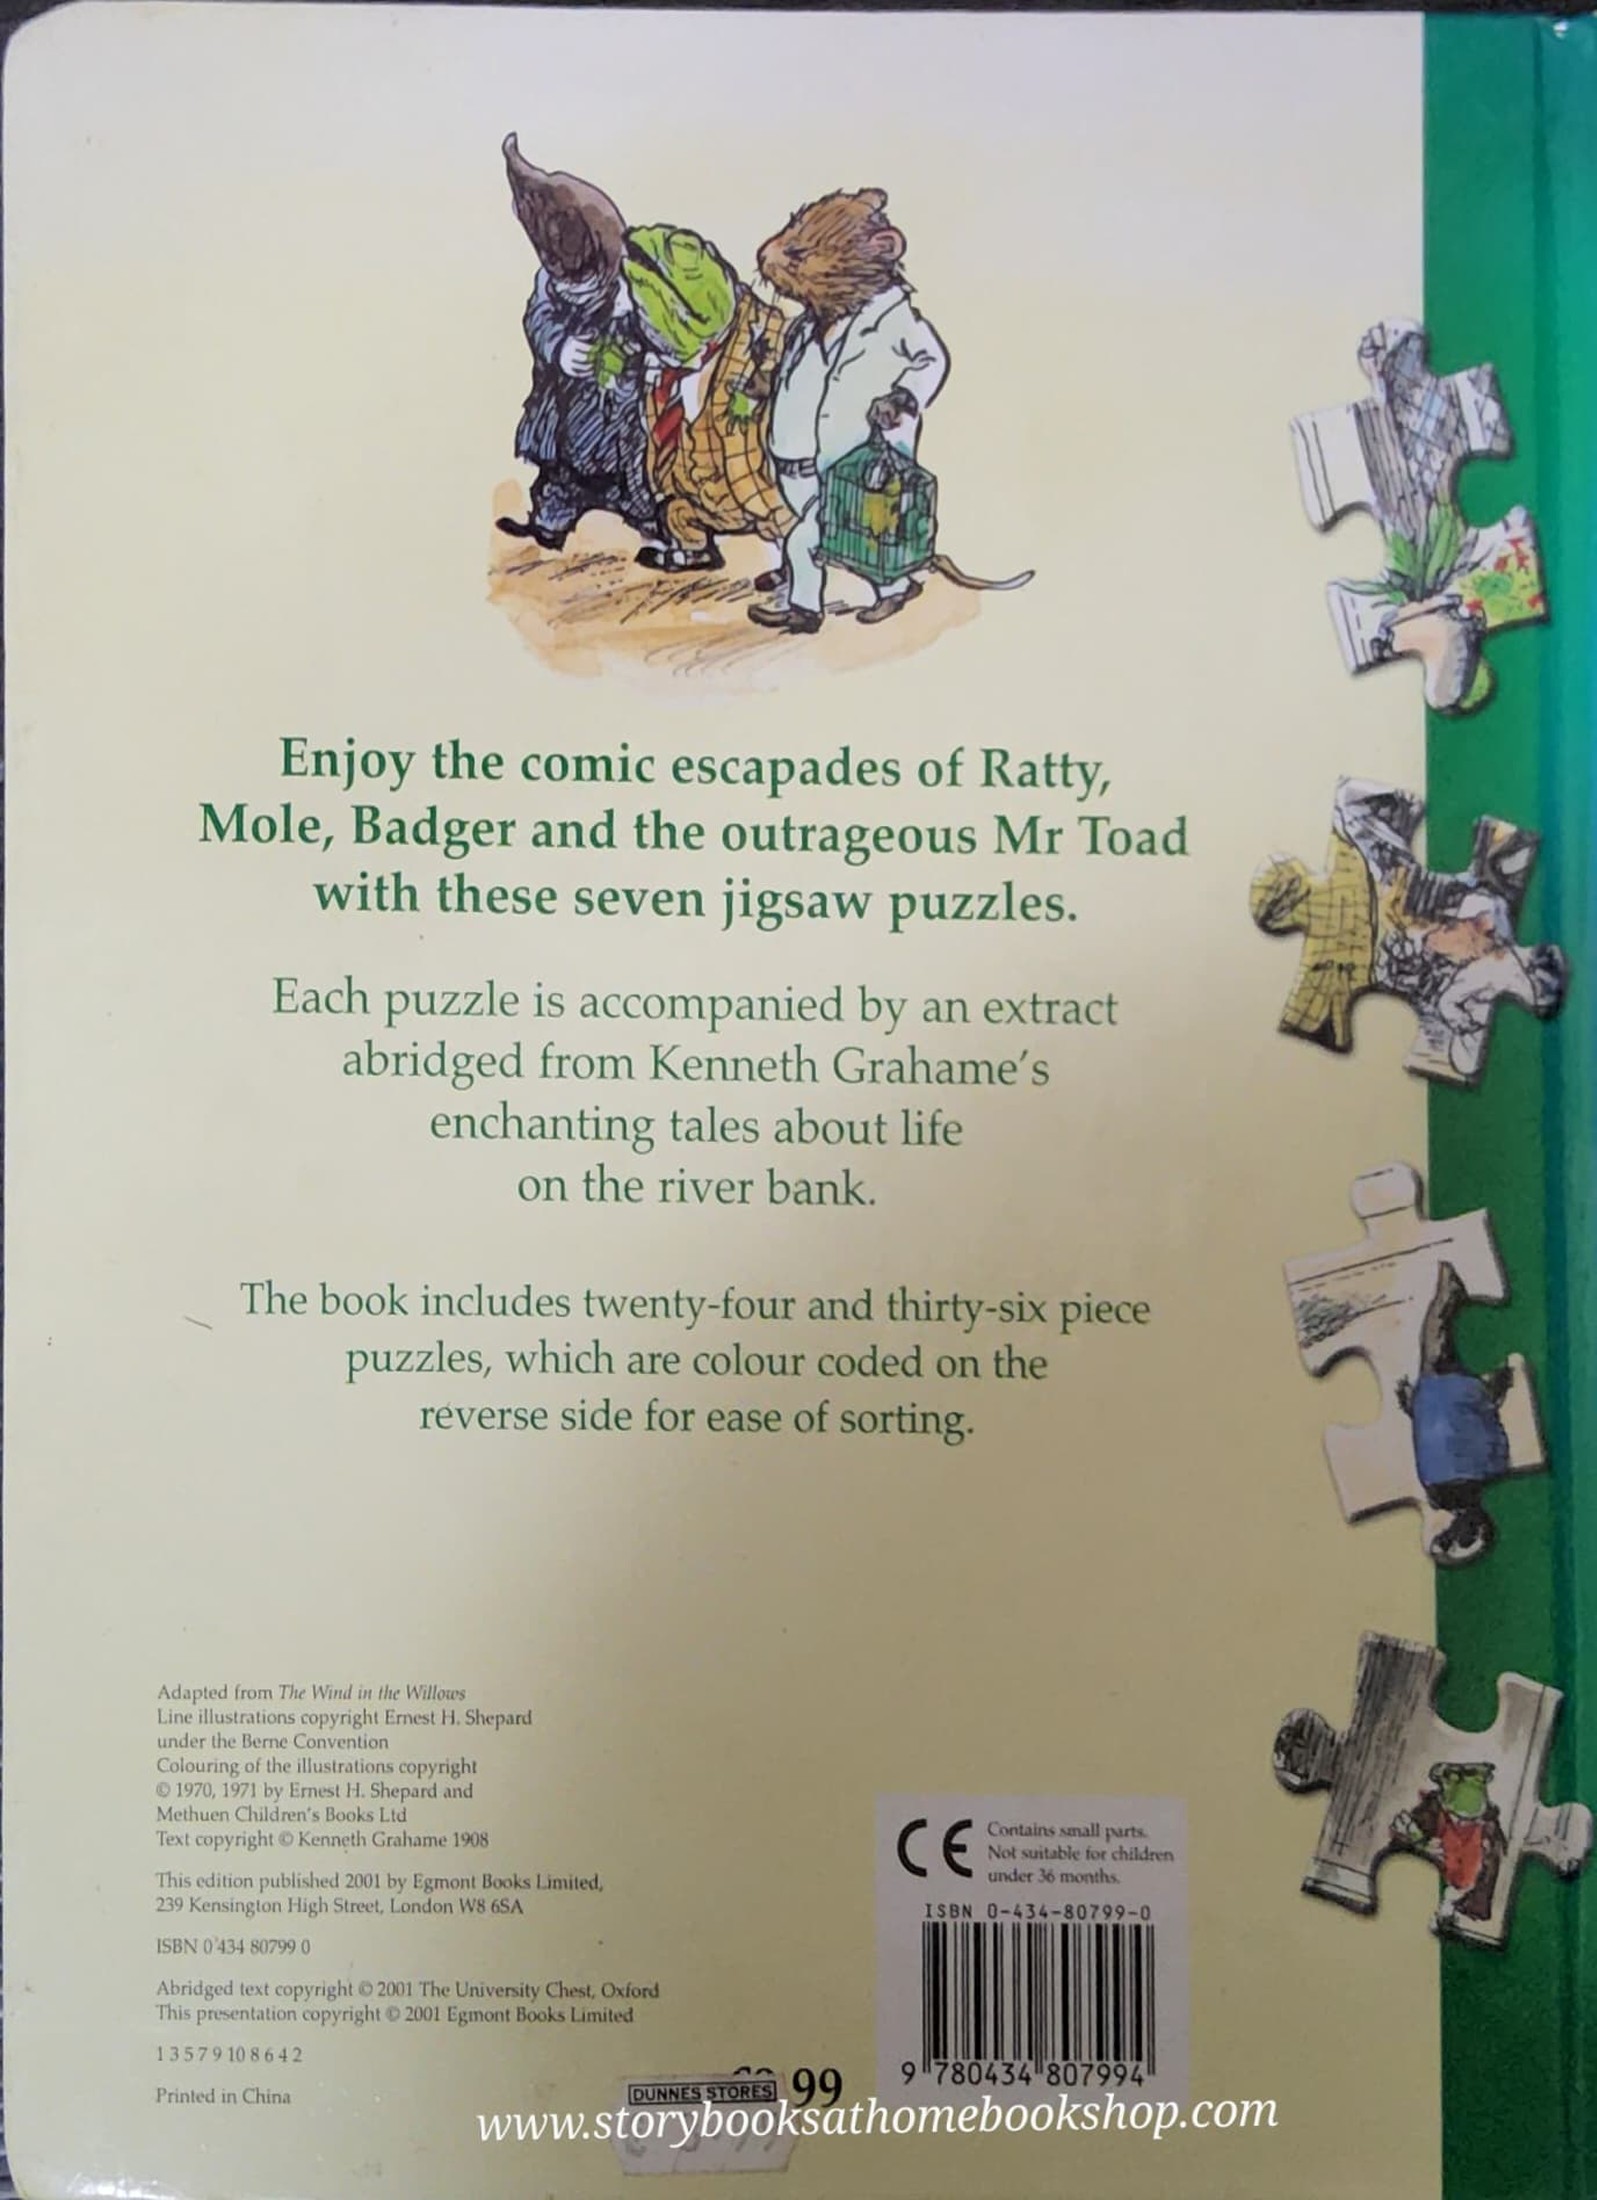 Enjoy the comic escapades of Ratty,
Mole, Badger and the outrageous Mr Toad
with these seven jigsaw puzzles.
Each puzzle is accompanied by an extract
abridged from Kenneth Grahame's
enchanting tales about life
on the river bank.
The book includes twenty-four and thirty-six piece
puzzles, which are colour coded on the
reverse side for ease of sorting.
Adapted from The Wind in the Willows
Line illustrations copyright Ernest H. Shepard
under the Berne Convention
Colouring of the illustrations copyright
© 1970, 1971 by Ernest H. Shepard and
Methuen Children's Books Ltd
Text copyright © Kenneth Grahame 1908
This edition published 2001 by Egmont Books Limited,
239 Kensington High Street, London W8 6SA
ISBN 0 434 80799 0
Abridged text copyright © 2001 The University Chest, Oxford
This presentation copyright © 2001 Egmont Books Limited
1 3 5 7 9 10 8 6 4 2
Printed in China
CE
Contains small parts.
Not suitable for children
under 36 months.
ISBN 0-434-80799-0
9 780434 807994
DUNNES STORES
99
www.storybooksathomebookshop.com